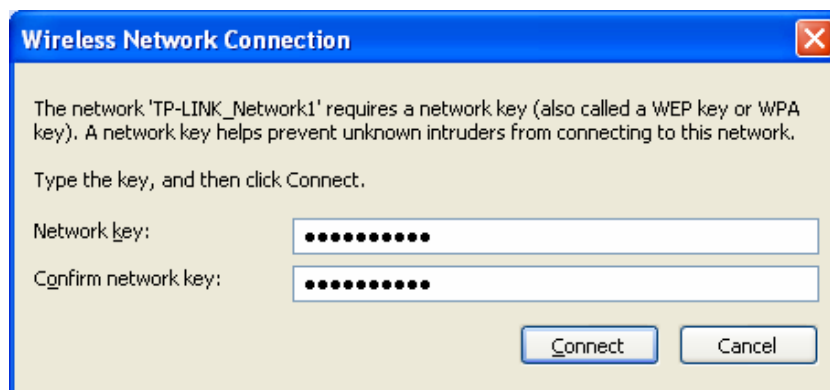 Wireless Network Connection
The network 'TP-LINK_Network1' requires a network key (also called a WEP key or WPA
key). A network key helps prevent unknown intruders from connecting to this network.
Type the key, and then click Connect.
Network key: ●●●●●●●●●●
Confirm network key: ●●●●●●●●●●
Connect Cancel